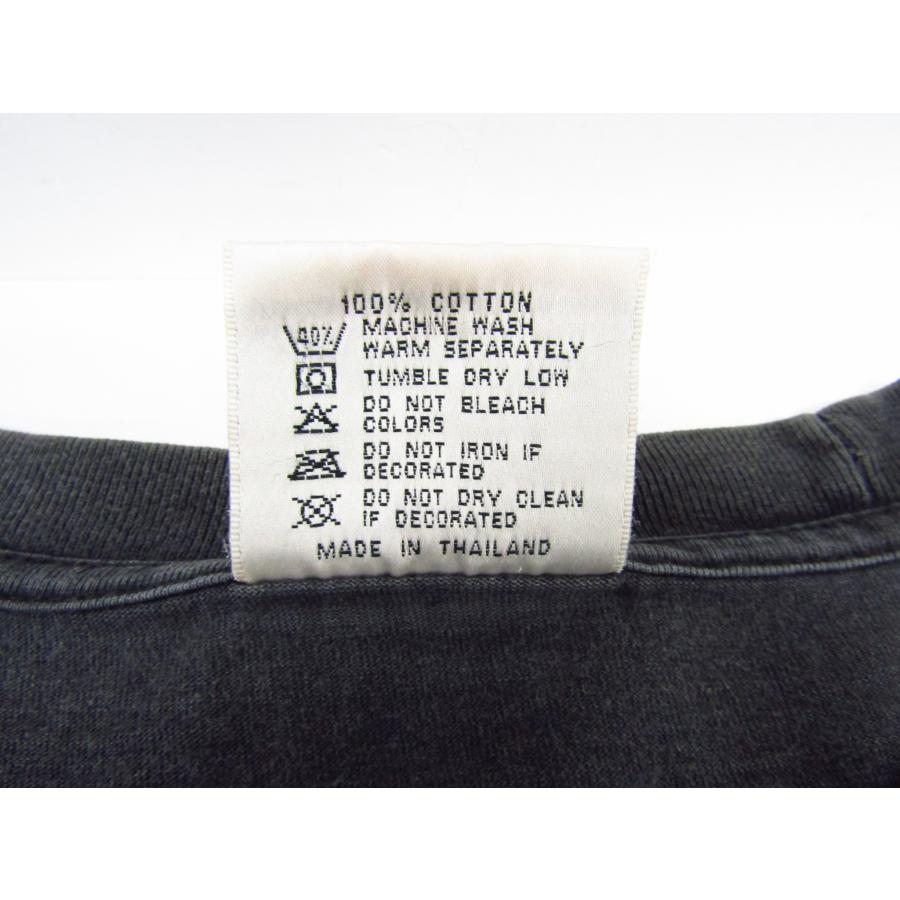 100% COTTON
40%
MACHINE WASH
WARM SEPARATELY
TUMBLE DRY LOW
DO NOT BLEACH
COLORS
DO NOT IRON IF
DECORATED
DO NOT DRY CLEAN
IF DECORATED
MADE IN THAILAND